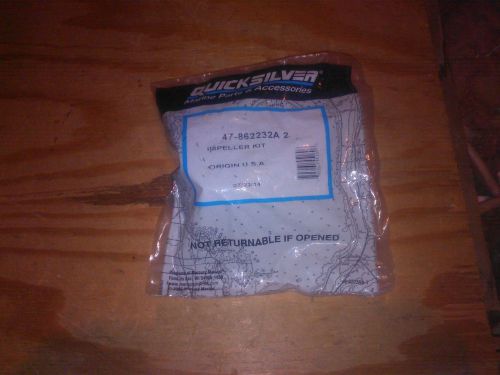 QUICKSILVER
Marine Parts & Accessories
47-862232A 2
IMPELLER KIT
ORIGIN U.S.A.
NOT RETURNABLE IF OPENED